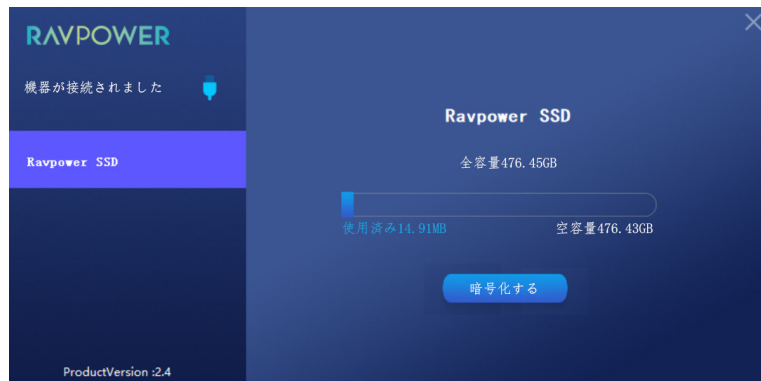 RAVPOWER
機器が接続されました
Ravpower SSD
ProductVersion :2.4
Ravpower SSD
全容量476.45GB
使用済み14.91MB
空容量476.43GB
暗号化する